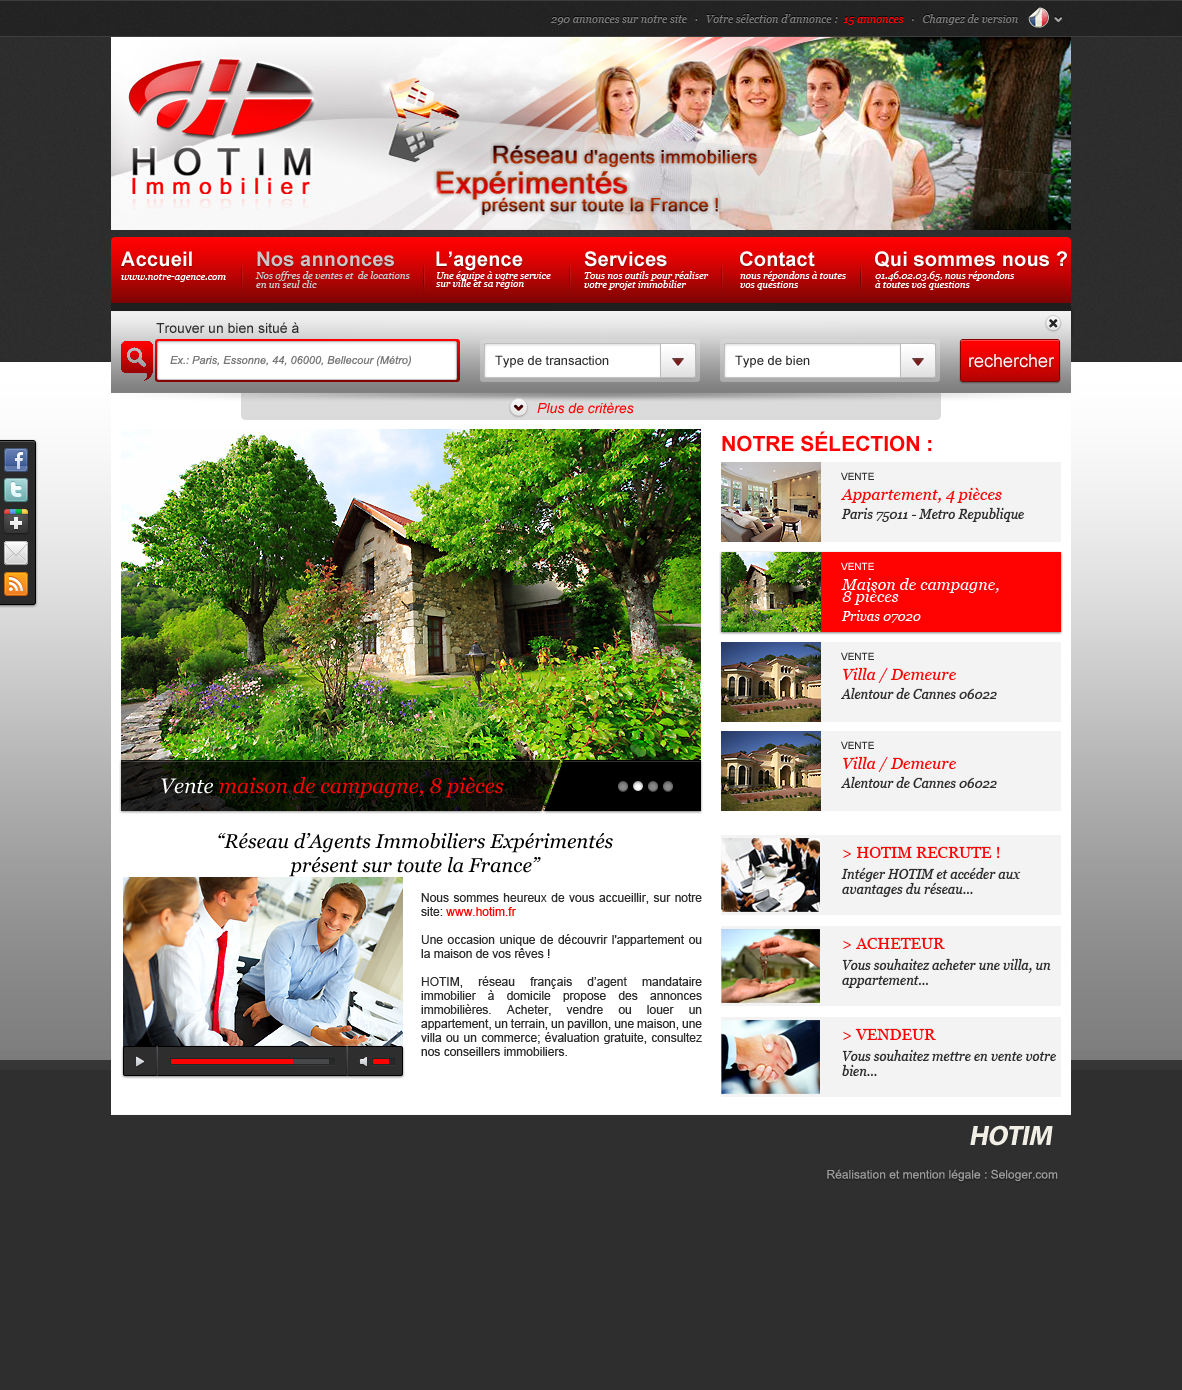 290 annonces sur notre site · Votre sélection d'annonce : 15 annonces · Changez de version
HOTIM
Immobilier
Réseau d'agents immobiliers
Expérimentés
présent sur toute la France !
Accueil
www.notre-agence.com
Nos annonces
Nos offres de ventes et de locations
en un seul clic
L'agence
Une équipe à votre service
sur ville et sa région
Services
Tous nos outils pour réaliser
votre projet immobilier
Contact
nous répondons à toutes
vos questions
Qui sommes nous ?
01.46.02.03.65, nous répondons
à toutes vos questions
Trouver un bien situé à
Ex.: Paris, Essonne, 44, 06000, Bellecour (Métro)
Type de transaction
Type de bien
rechercher
Plus de critères
Vente maison de campagne, 8 pièces
NOTRE SÉLECTION :
VENTE
Appartement, 4 pièces
Paris 75011 - Metro Republique
VENTE
Maison de campagne,
8 pièces
Privas 07020
VENTE
Villa / Demeure
Alentour de Cannes 06022
VENTE
Villa / Demeure
Alentour de Cannes 06022
“Réseau d’Agents Immobiliers Expérimentés
présent sur toute la France”
Nous sommes heureux de vous accueillir, sur notre
site: www.hotim.fr
Une occasion unique de découvrir l'appartement ou
la maison de vos rêves !
HOTIM, réseau français d’agent mandataire
immobilier à domicile propose des annonces
immobilières. Acheter, vendre ou louer un
appartement, un terrain, un pavillon, une maison, une
villa ou un commerce; évaluation gratuite, consultez
nos conseillers immobiliers.
> HOTIM RECRUTE !
Intéger HOTIM et accéder aux
avantages du réseau...
> ACHETEUR
Vous souhaitez acheter une villa, un
appartement...
> VENDEUR
Vous souhaitez mettre en vente votre
bien...
HOTIM
Réalisation et mention légale : Seloger.com